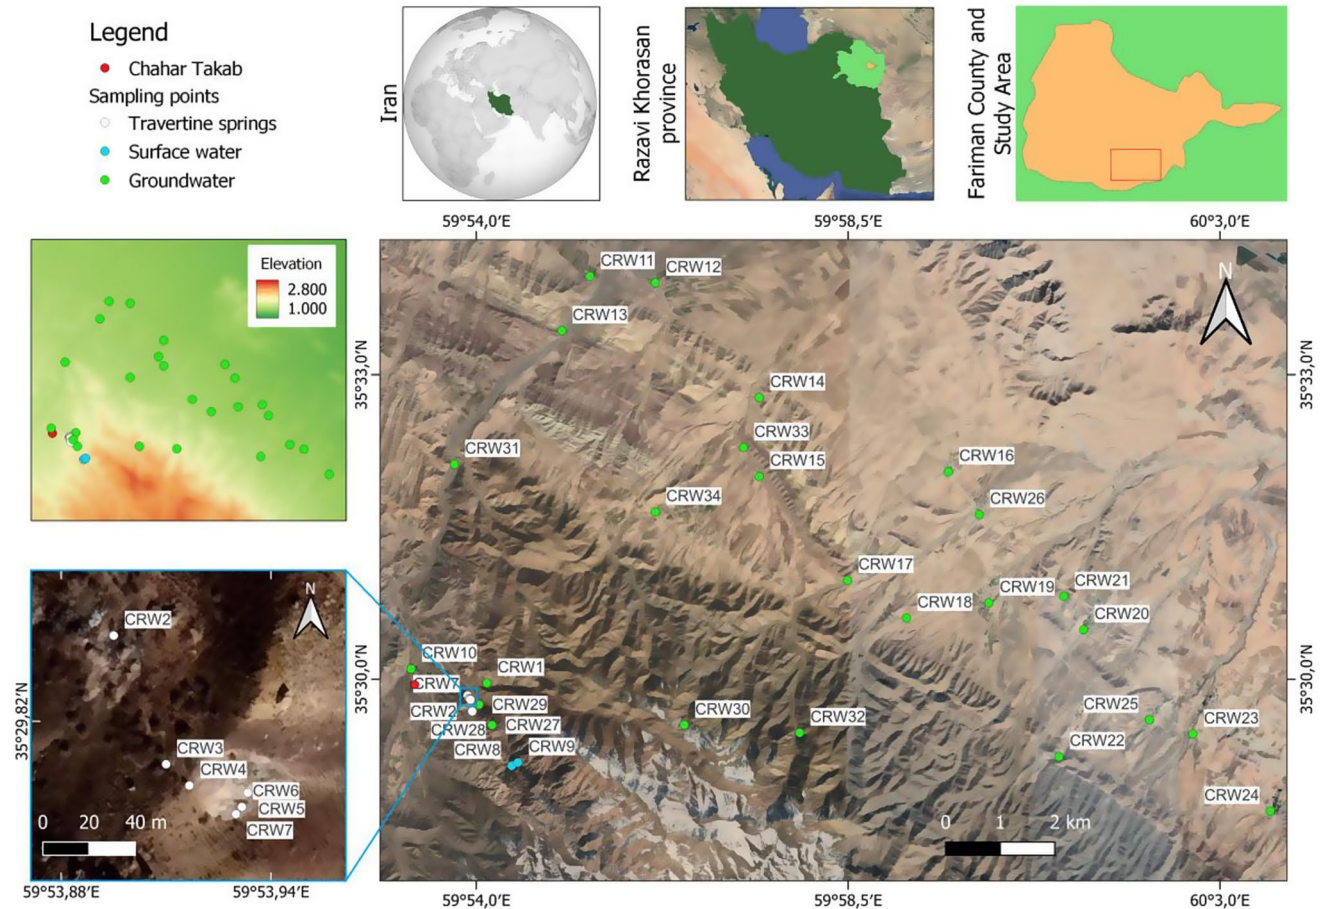 Legend
Chahar Takab
Sampling points
Travertine springs
Surface water
Groundwater
Iran
Razavi Khorasan
province
Fariman County and
Study Area
59°54,0'E
59°58,5'E
60°3,0'E
Elevation
2.800
1.000
35°33,0'N
35°30,0'N
N
CRW11
CRW12
CRW13
CRW14
CRW33
CRW15
CRW31
CRW34
CRW16
CRW26
CRW17
CRW18
CRW19
CRW21
CRW20
CRW10
CRW1
CRW7
CRW29
CRW2
CRW28
CRW27
CRW8
CRW9
CRW30
CRW32
CRW25
CRW23
CRW22
CRW24
0 1 2 km
35°33,0'N
35°30,0'N
59°54,0'E
59°58,5'E
60°3,0'E
N
CRW2
CRW3
CRW4
CRW6
CRW5
CRW7
0 20 40 m
35°29,82'N
59°53,88'E
59°53,94'E